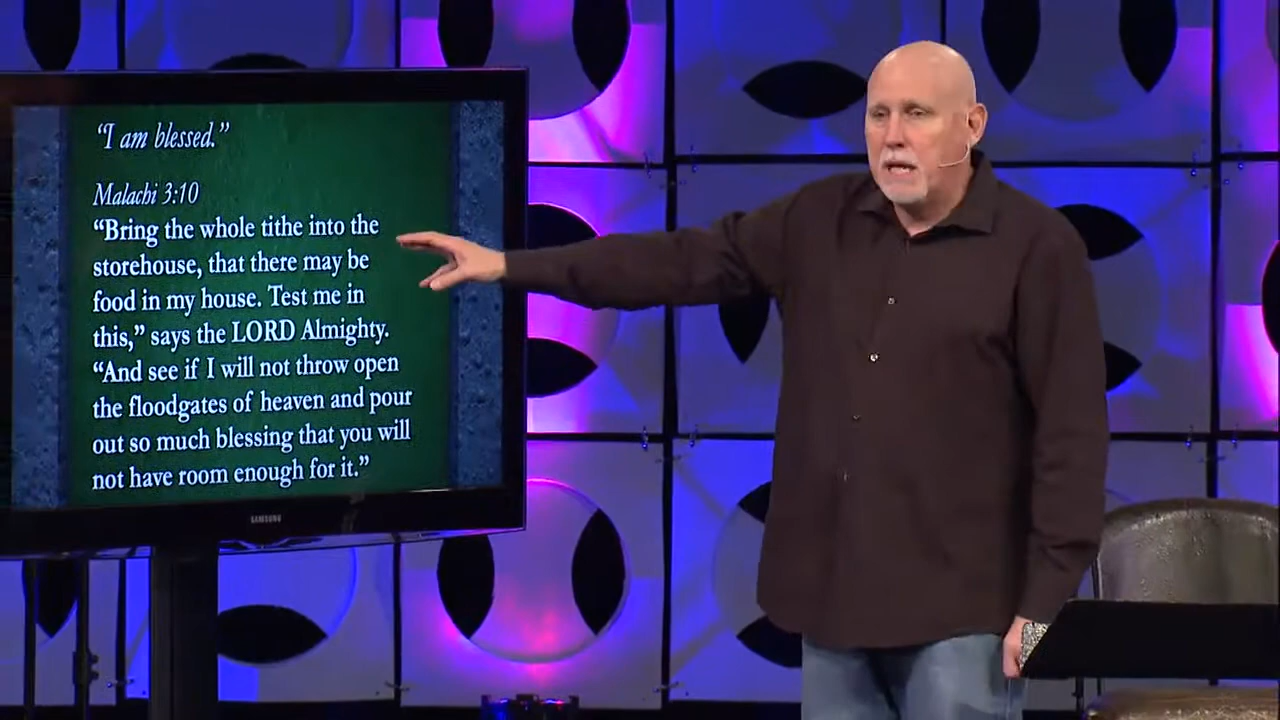 “I am blessed.”
Malachi 3:10
“Bring the whole tithe into the
storehouse, that there may be
food in my house. Test me in
this,” says the LORD Almighty.
“And see if I will not throw open
the floodgates of heaven and pour
out so much blessing that you will
not have room enough for it.”
SAMSUNG